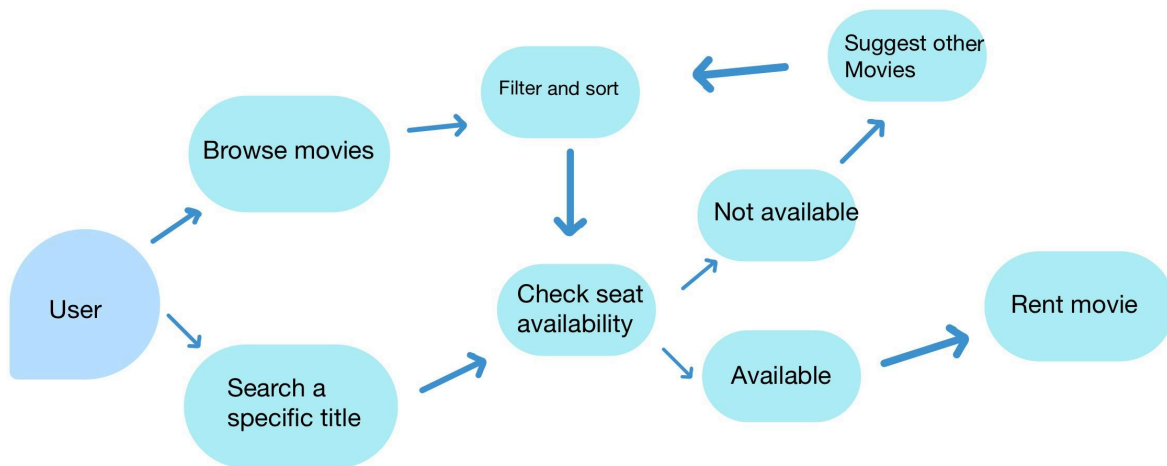 Suggest other
Movies
Filter and sort
Browse movies
Not available
User
Check seat
availability
Rent movie
Search a
specific title
Available